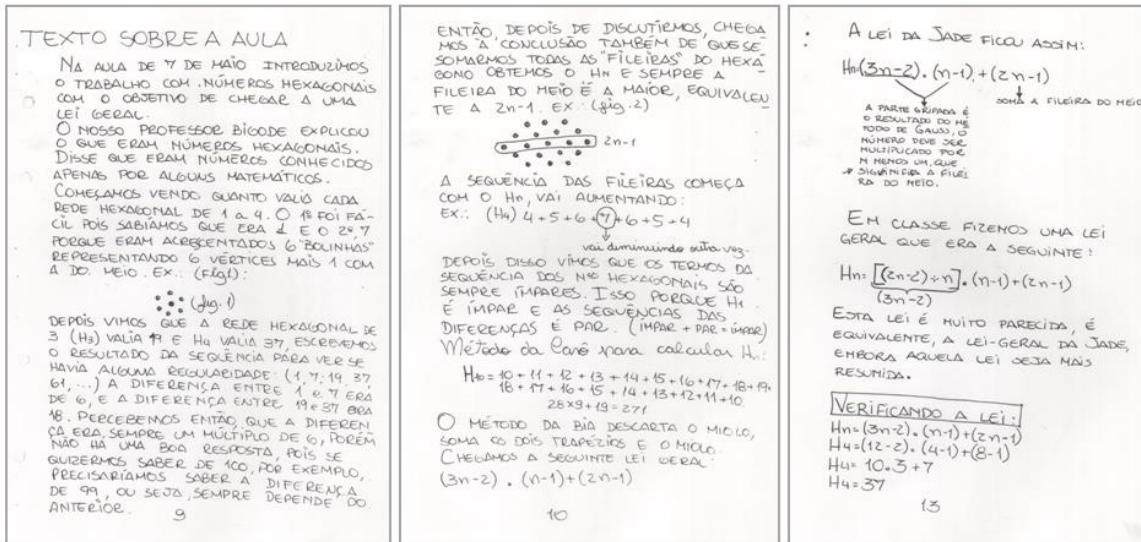 TEXTO SOBRE A AULA
NA AULA DE 7 DE MAIO INTRODUZIMOS
O TRABALHO COM NÚMEROS HEXAGONAIS
COM O OBJETIVO DE CHEGAR A UMA
LEI GERAL.
O NOSSO PROFESSOR BIGODE EXPLICOU
O QUE ERAM NÚMEROS HEXAGONAIS.
DISSE QUE ERAM NÚMEROS CONHECIDOS
APENAS POR ALGUNS MATEMÁTICOS.
COMEÇAMOS VENDO QUANTO VALIA CADA
REDE HEXAGONAL DE 1 a 4. O 1º FOI FÁ-
CIL POIS SABÍAMOS QUE ERA 1 E O 2º, 7
PORQUE ERAM ACRECENTADOS 6 "BOLINHAS"
REPRESENTANDO 6 VÉRTICES MAIS 1 COM
A DO MEIO. EX.: (fig1):
(fig. 1)
DEPOIS VIMOS QUE A REDE HEXAGONAL DE
3 (H3) VALIA 19 E H4 VALIA 37, ESCREVEMOS
O RESULTADO DA SEQUÊNCIA PARA VER SE
HAVIA ALGUMA REGULARIDADE: (1, 7, 19, 37
61, ...) A DIFERENÇA ENTRE 1 e 7 ERA
DE 6, E A DIFERENÇA ENTRE 19 e 37 ERA
18. PERCEBEMOS ENTÃO, QUE A DIFEREN
ÇA ERA SEMPRE UM MÚLTIPLO DE 6, PORÉM
NÃO HÁ UMA BOA RESPOSTA, POIS SE
QUIZERMOS SABER DE 100, POR EXEMPLO,
PRECISARÍAMOS SABER A DIFERENÇA
DE 99, OU SEJA, SEMPRE DEPENDE DO
ANTERIOR.
9
ENTÃO, DEPOIS DE DISCUTIRMOS, CHEGA
MOS À CONCLUSÃO TAMBÉM DE QUE SE
SOMARMOS TODAS AS "FILEIRAS" DO HEXÁ
GONO OBTEMOS O HN E SEMPRE A
FILEIRA DO MEIO É A MAIOR, EQUIVALEN
TE A 2n-1. EX.: (fig. 2)
2n-1
A SEQUÊNCIA DAS FILEIRAS COMEÇA
COM O Hn, VAI AUMENTANDO:
EX.: (H4) 4+5+6+7+6+5+4
vai diminuindo outra vez.
DEPOIS DISSO VIMOS QUE OS TERMOS DA
SEQUÊNCIA DOS Nos HEXAGONAIS SÃO
SEMPRE ÍMPARES. ISSO PORQUE H1
É ÍMPAR E AS SEQUÊNCIAS DAS
DIFERENÇAS É PAR. (ÍMPAR + PAR = ÍMPAR)
Método da para calcular Hn:
H10 = 10 + 11 + 12 + 13 + 14 + 15 + 16 + 17 + 18 + 19 +
18 + 17 + 16 + 15 + 14 + 13 + 12 + 11 + 10
28 x 9 + 19 = 271
O MÉTODO DA BIA DESCARTA O MIOLO,
SOMA OS DOIS TRAPÉZIOS E O MIOLO.
CHEGAMOS A SEGUINTE LEI GERAL:
(3n-2) . (n-1) + (2n-1)
10
A LEI DA JADE FICOU ASSIM:
Hn=(3n-2).(n-1)+(2n-1)
SOMA A FILEIRA DO MEIO
A PARTE GRIFADA É
O RESULTADO DO MÉ
TODO DE GAUSS, O
NÚMERO DEVE SER
MULTIPLICADO POR
N MENOS UM, QUE
SIGUINIFICA A FILEI
RA DO MEIO.
EM CLASSE FIZEMOS UMA LEI
GERAL QUE ERA A SEGUINTE:
Hn= [(2n-2)÷n].(n-1)+(2n-1)
(3n-2)
ESTA LEI É MUITO PARECIDA, É
EQUIVALENTE, A LEI-GERAL DA JADE,
EMBORA AQUELA LEI SEJA MAIS
RESUMIDA.
VERIFICANDO A LEI:
Hn=(3n-2).(n-1)+(2n-1)
H4=(12-2).(4-1)+(8-1)
H4= 10.3+7
H4= 37
13